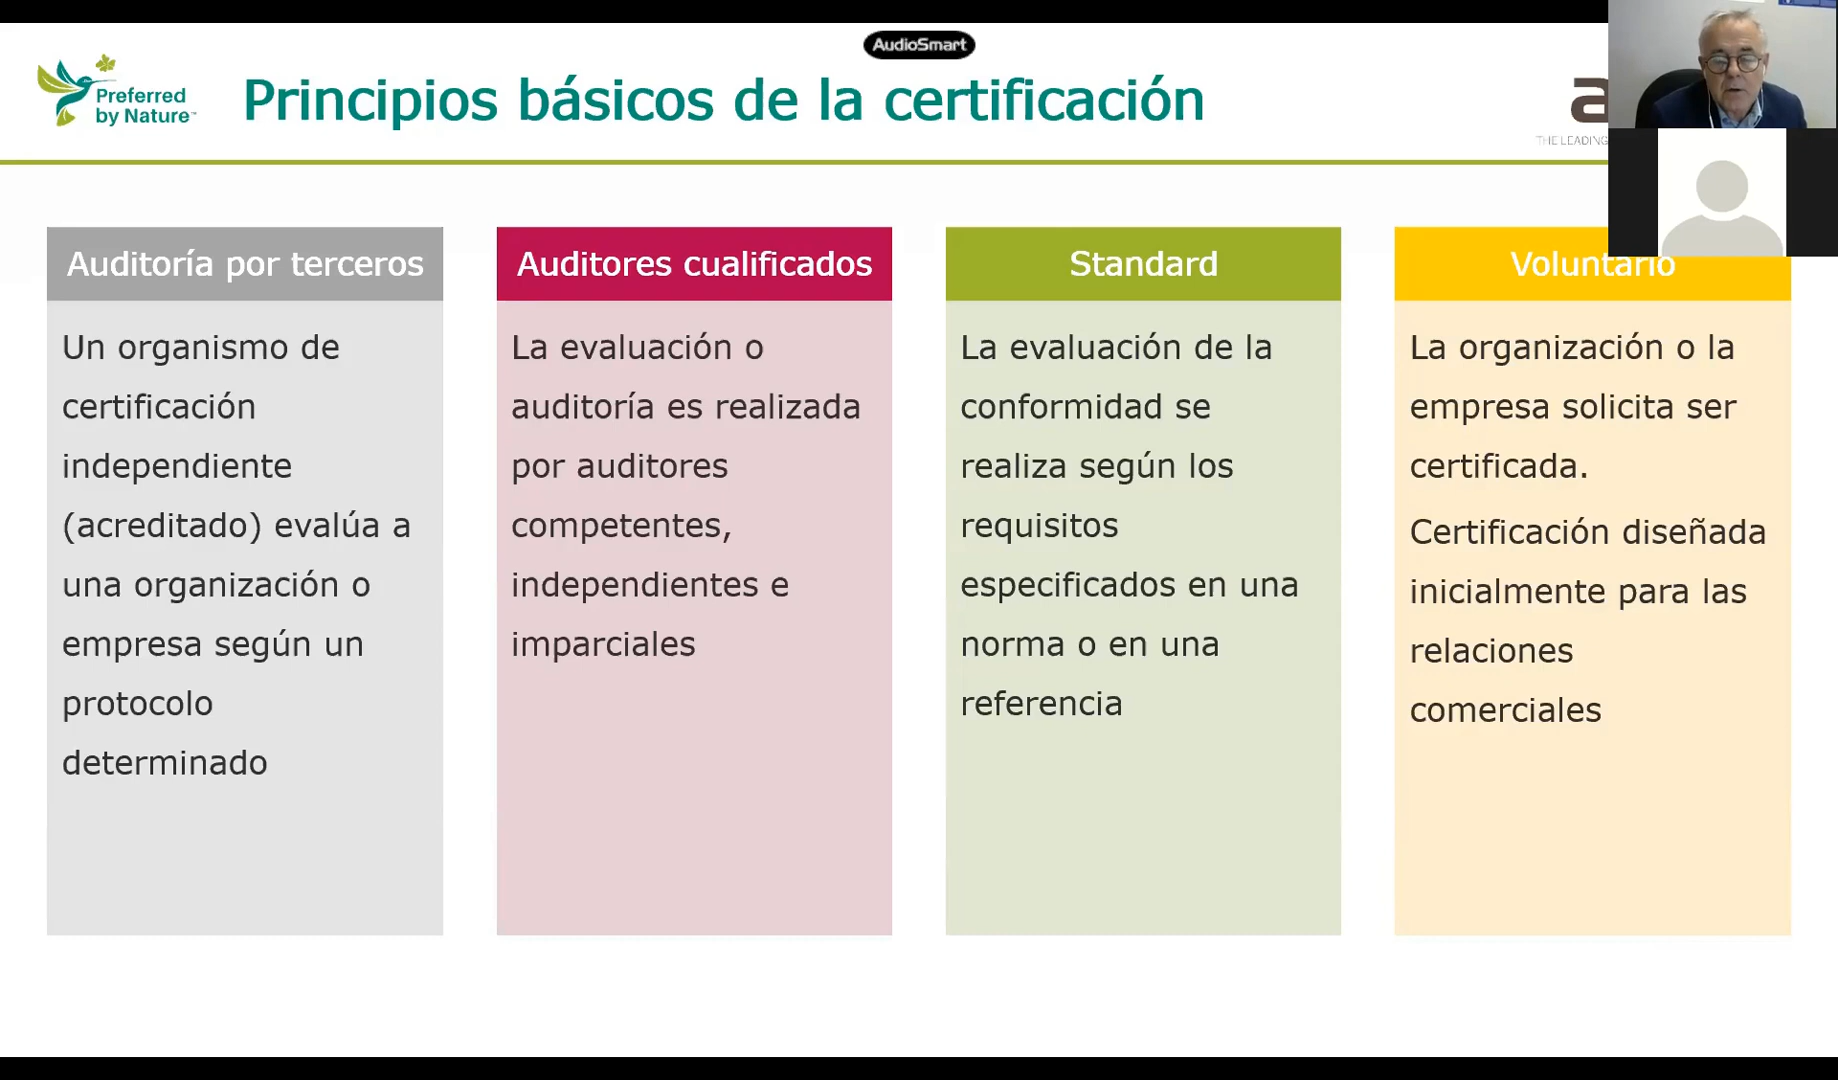 AudioSmart
Preferred
by Nature™
Principios básicos de la certificación
a
THE LEADING
Auditoría por terceros
Un organismo de
certificación
independiente
(acreditado) evalúa a
una organización o
empresa según un
protocolo
determinado
Auditores cualificados
La evaluación o
auditoría es realizada
por auditores
competentes,
independientes e
imparciales
Standard
La evaluación de la
conformidad se
realiza según los
requisitos
especificados en una
norma o en una
referencia
Voluntario
La organización o la
empresa solicita ser
certificada.
Certificación diseñada
inicialmente para las
relaciones
comerciales